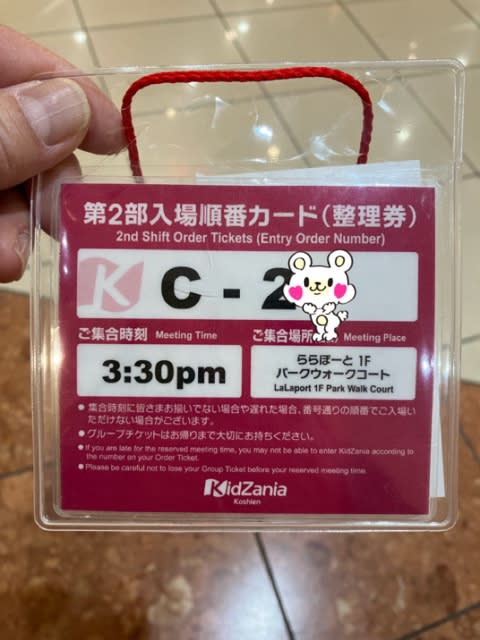 第2部入場順番カード(整理券)
2nd Shift Order Tickets (Entry Order Number)
K C - 2
ご集合時刻 Meeting Time
3:30pm
ご集合場所 Meeting Place
ららぽーと 1F
パークウォークコート
LaLaport 1F Park Walk Court
● 集合時刻に皆さまお揃いでない場合や遅れた場合、番号通りの順番でご入場い
ただけない場合がございます。
● グループチケットはお帰りまで大切にお持ちください。
● If you are late for the reserved meeting time, you may not be able to enter KidZania according to
the number on your Order Ticket.
● Please be careful not to lose your Group Ticket before your reserved meeting time.
KidZania
Koshien